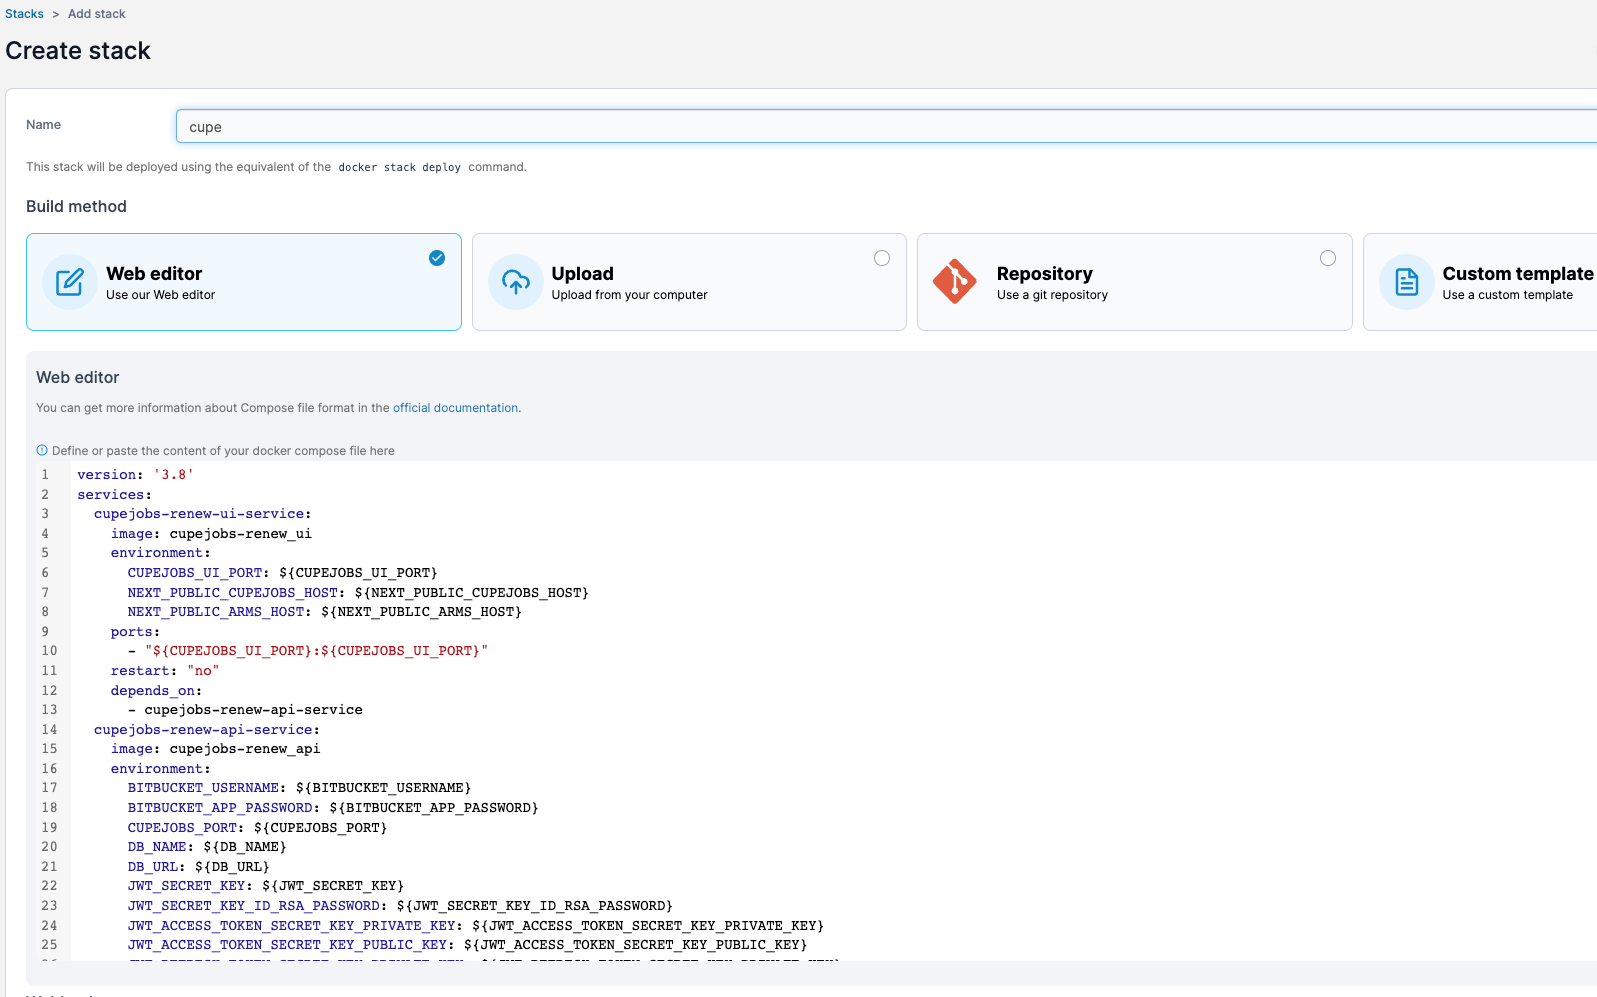 Stacks > Add stack
Create stack
Name
cupe
This stack will be deployed using the equivalent of the docker stack deploy command.
Build method
Web editor
Use our Web editor
Upload
Upload from your computer
Repository
Use a git repository
Custom template
Use a custom template
Web editor
You can get more information about Compose file format in the official documentation.
Define or paste the content of your docker compose file here
1 version: '3.8'
2 services:
3 cupejobs-renew-ui-service:
4 image: cupejobs-renew_ui
5 environment:
6 CUPEJOBS_UI_PORT: ${CUPEJOBS_UI_PORT}
7 NEXT_PUBLIC_CUPEJOBS_HOST: ${NEXT_PUBLIC_CUPEJOBS_HOST}
8 NEXT_PUBLIC_ARMS_HOST: ${NEXT_PUBLIC_ARMS_HOST}
9 ports:
10 - "${CUPEJOBS_UI_PORT}:${CUPEJOBS_UI_PORT}"
11 restart: "no"
12 depends_on:
13 - cupejobs-renew-api-service
14 cupejobs-renew-api-service:
15 image: cupejobs-renew_api
16 environment:
17 BITBUCKET_USERNAME: ${BITBUCKET_USERNAME}
18 BITBUCKET_APP_PASSWORD: ${BITBUCKET_APP_PASSWORD}
19 CUPEJOBS_PORT: ${CUPEJOBS_PORT}
20 DB_NAME: ${DB_NAME}
21 DB_URL: ${DB_URL}
22 JWT_SECRET_KEY: ${JWT_SECRET_KEY}
23 JWT_SECRET_KEY_ID_RSA_PASSWORD: ${JWT_SECRET_KEY_ID_RSA_PASSWORD}
24 JWT_ACCESS_TOKEN_SECRET_KEY_PRIVATE_KEY: ${JWT_ACCESS_TOKEN_SECRET_KEY_PRIVATE_KEY}
25 JWT_ACCESS_TOKEN_SECRET_KEY_PUBLIC_KEY: ${JWT_ACCESS_TOKEN_SECRET_KEY_PUBLIC_KEY}